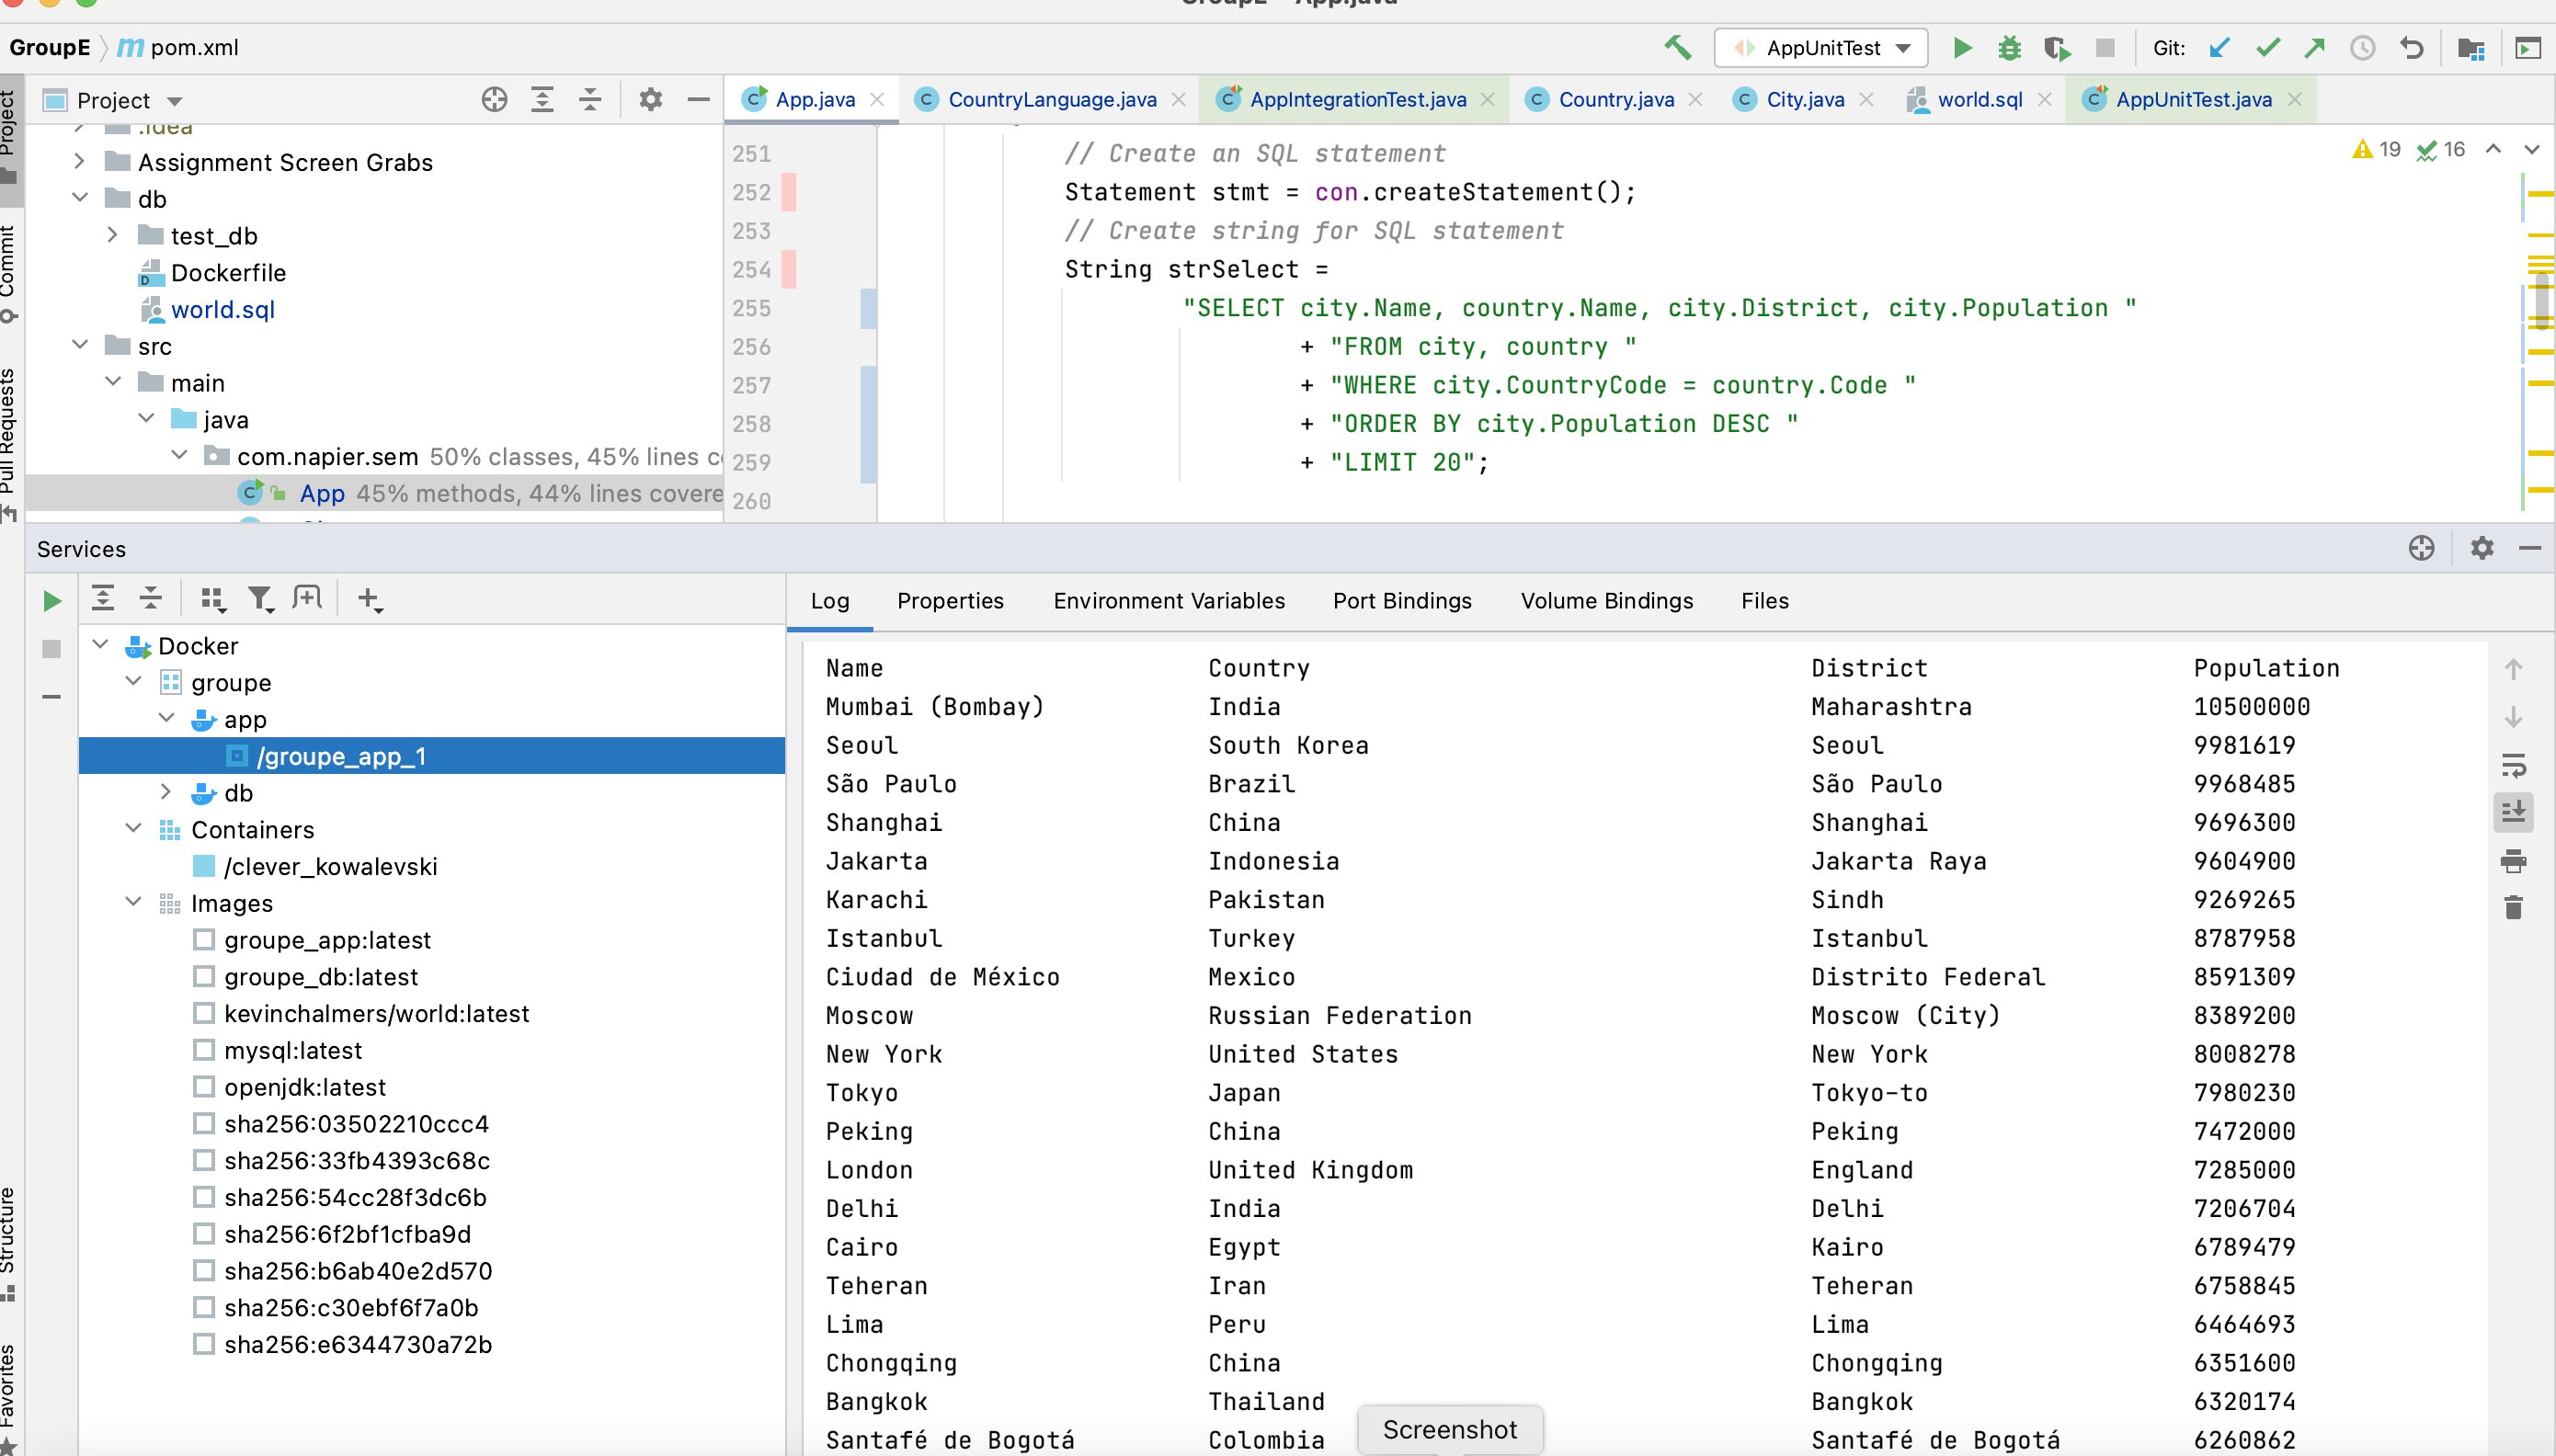 GroupE – App.java
GroupE pom.xml AppUnitTest Git:
Project App.java CountryLanguage.java AppIntegrationTest.java Country.java City.java world.sql AppUnitTest.java
Project
Commit
Pull Requests
Structure
Favorites
.idea
Assignment Screen Grabs
db
test_db
Dockerfile
world.sql
src
main
java
com.napier.sem 50% classes, 45% lines c
App 45% methods, 44% lines covere
19 16
251 // Create an SQL statement
252 Statement stmt = con.createStatement();
253 // Create string for SQL statement
254 String strSelect =
255 "SELECT city.Name, country.Name, city.District, city.Population "
256 + "FROM city, country "
257 + "WHERE city.CountryCode = country.Code "
258 + "ORDER BY city.Population DESC "
259 + "LIMIT 20";
260
Services
Docker
groupe
app
/groupe_app_1
db
Containers
/clever_kowalevski
Images
groupe_app:latest
groupe_db:latest
kevinchalmers/world:latest
mysql:latest
openjdk:latest
sha256:03502210ccc4
sha256:33fb4393c68c
sha256:54cc28f3dc6b
sha256:6f2bf1cfba9d
sha256:b6ab40e2d570
sha256:c30ebf6f7a0b
sha256:e6344730a72b
Log Properties Environment Variables Port Bindings Volume Bindings Files
Name Country District Population
Mumbai (Bombay) India Maharashtra 10500000
Seoul South Korea Seoul 9981619
São Paulo Brazil São Paulo 9968485
Shanghai China Shanghai 9696300
Jakarta Indonesia Jakarta Raya 9604900
Karachi Pakistan Sindh 9269265
Istanbul Turkey Istanbul 8787958
Ciudad de México Mexico Distrito Federal 8591309
Moscow Russian Federation Moscow (City) 8389200
New York United States New York 8008278
Tokyo Japan Tokyo-to 7980230
Peking China Peking 7472000
London United Kingdom England 7285000
Delhi India Delhi 7206704
Cairo Egypt Kairo 6789479
Teheran Iran Teheran 6758845
Lima Peru Lima 6464693
Chongqing China Chongqing 6351600
Bangkok Thailand Bangkok 6320174
Santafé de Bogotá Colombia Santafé de Bogotá 6260862
Screenshot